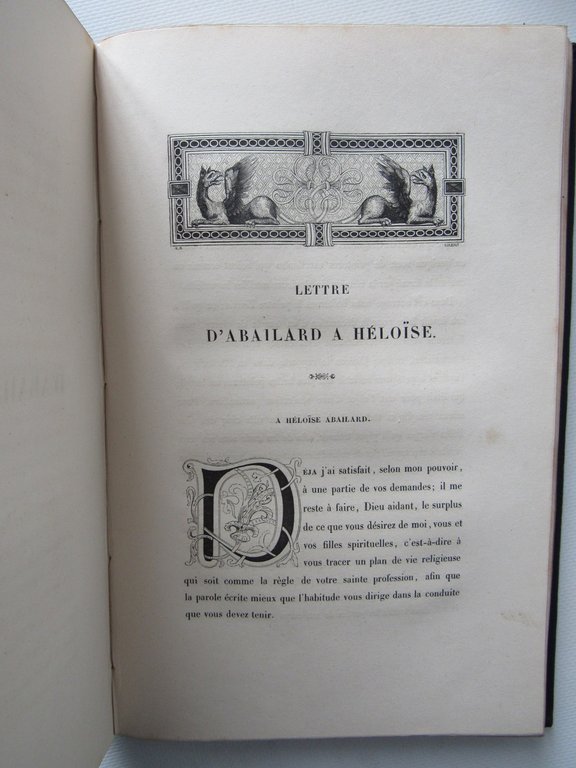 LETTRE
D'ABAILARD A HÉLOÏSE.
A HÉLOÏSE ABAILARD.
DÉJA j'ai satisfait, selon mon pouvoir,
à une partie de vos demandes; il me
reste à faire, Dieu aidant, le surplus
de ce que vous désirez de moi, vous et
vos filles spirituelles, c'est-à-dire à
vous tracer un plan de vie religieuse
qui soit comme la règle de votre sainte profession, afin que
la parole écrite mieux que l'habitude vous dirige dans la conduite
que vous devez tenir.